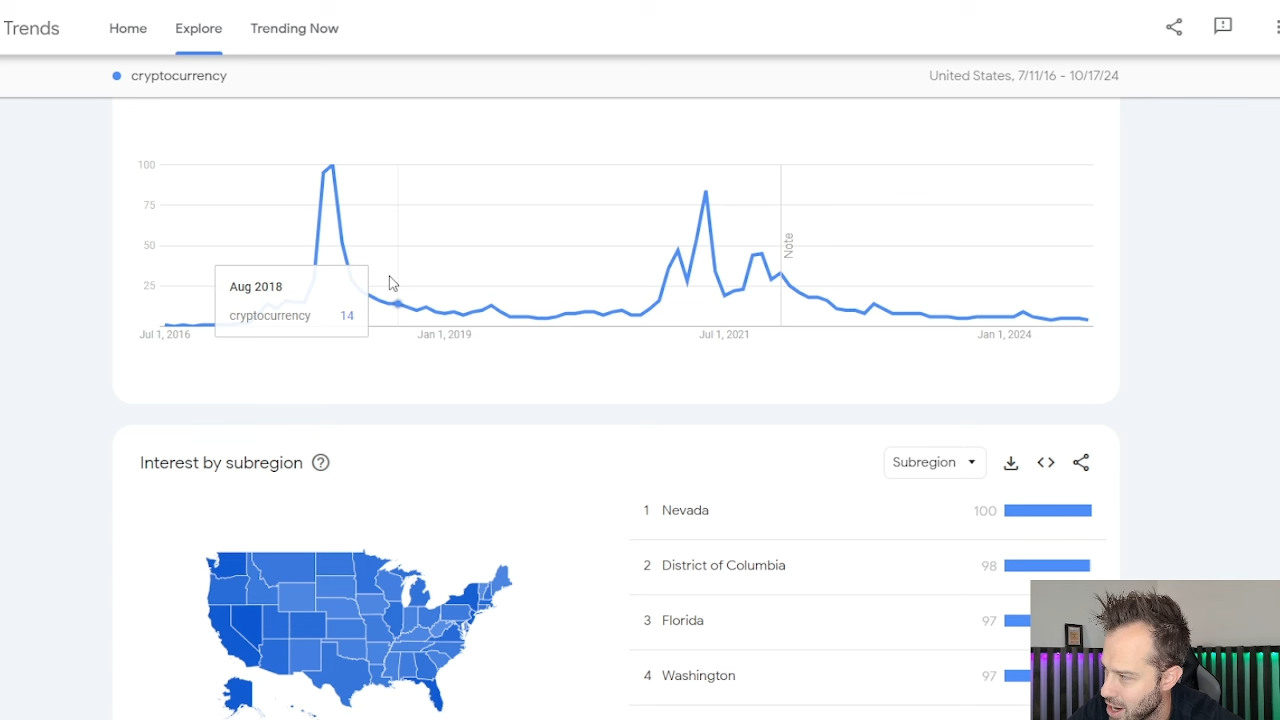 Trends Home Explore Trending Now
cryptocurrency United States, 7/11/16 - 10/17/24
100
75
50
25
Note
Aug 2018
cryptocurrency 14
Jul 1, 2016 Jan 1, 2019 Jul 1, 2021 Jan 1, 2024
Interest by subregion Subregion
1 Nevada 100
2 District of Columbia 98
3 Florida 97
4 Washington 97